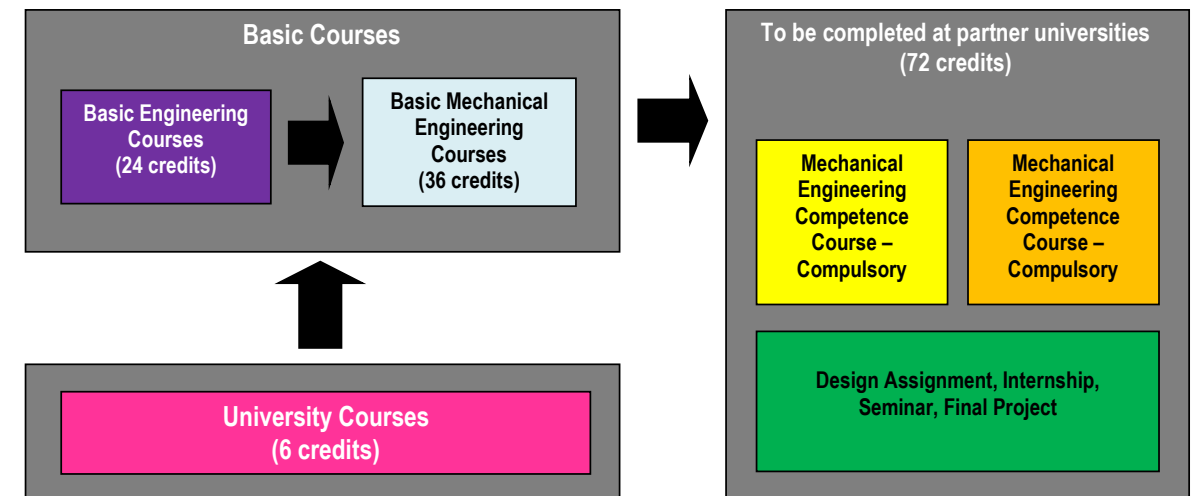 Basic Courses
Basic Engineering
Courses
(24 credits)
Basic Mechanical
Engineering
Courses
(36 credits)
University Courses
(6 credits)
To be completed at partner universities
(72 credits)
Mechanical
Engineering
Competence
Course –
Compulsory
Mechanical
Engineering
Competence
Course –
Compulsory
Design Assignment, Internship,
Seminar, Final Project